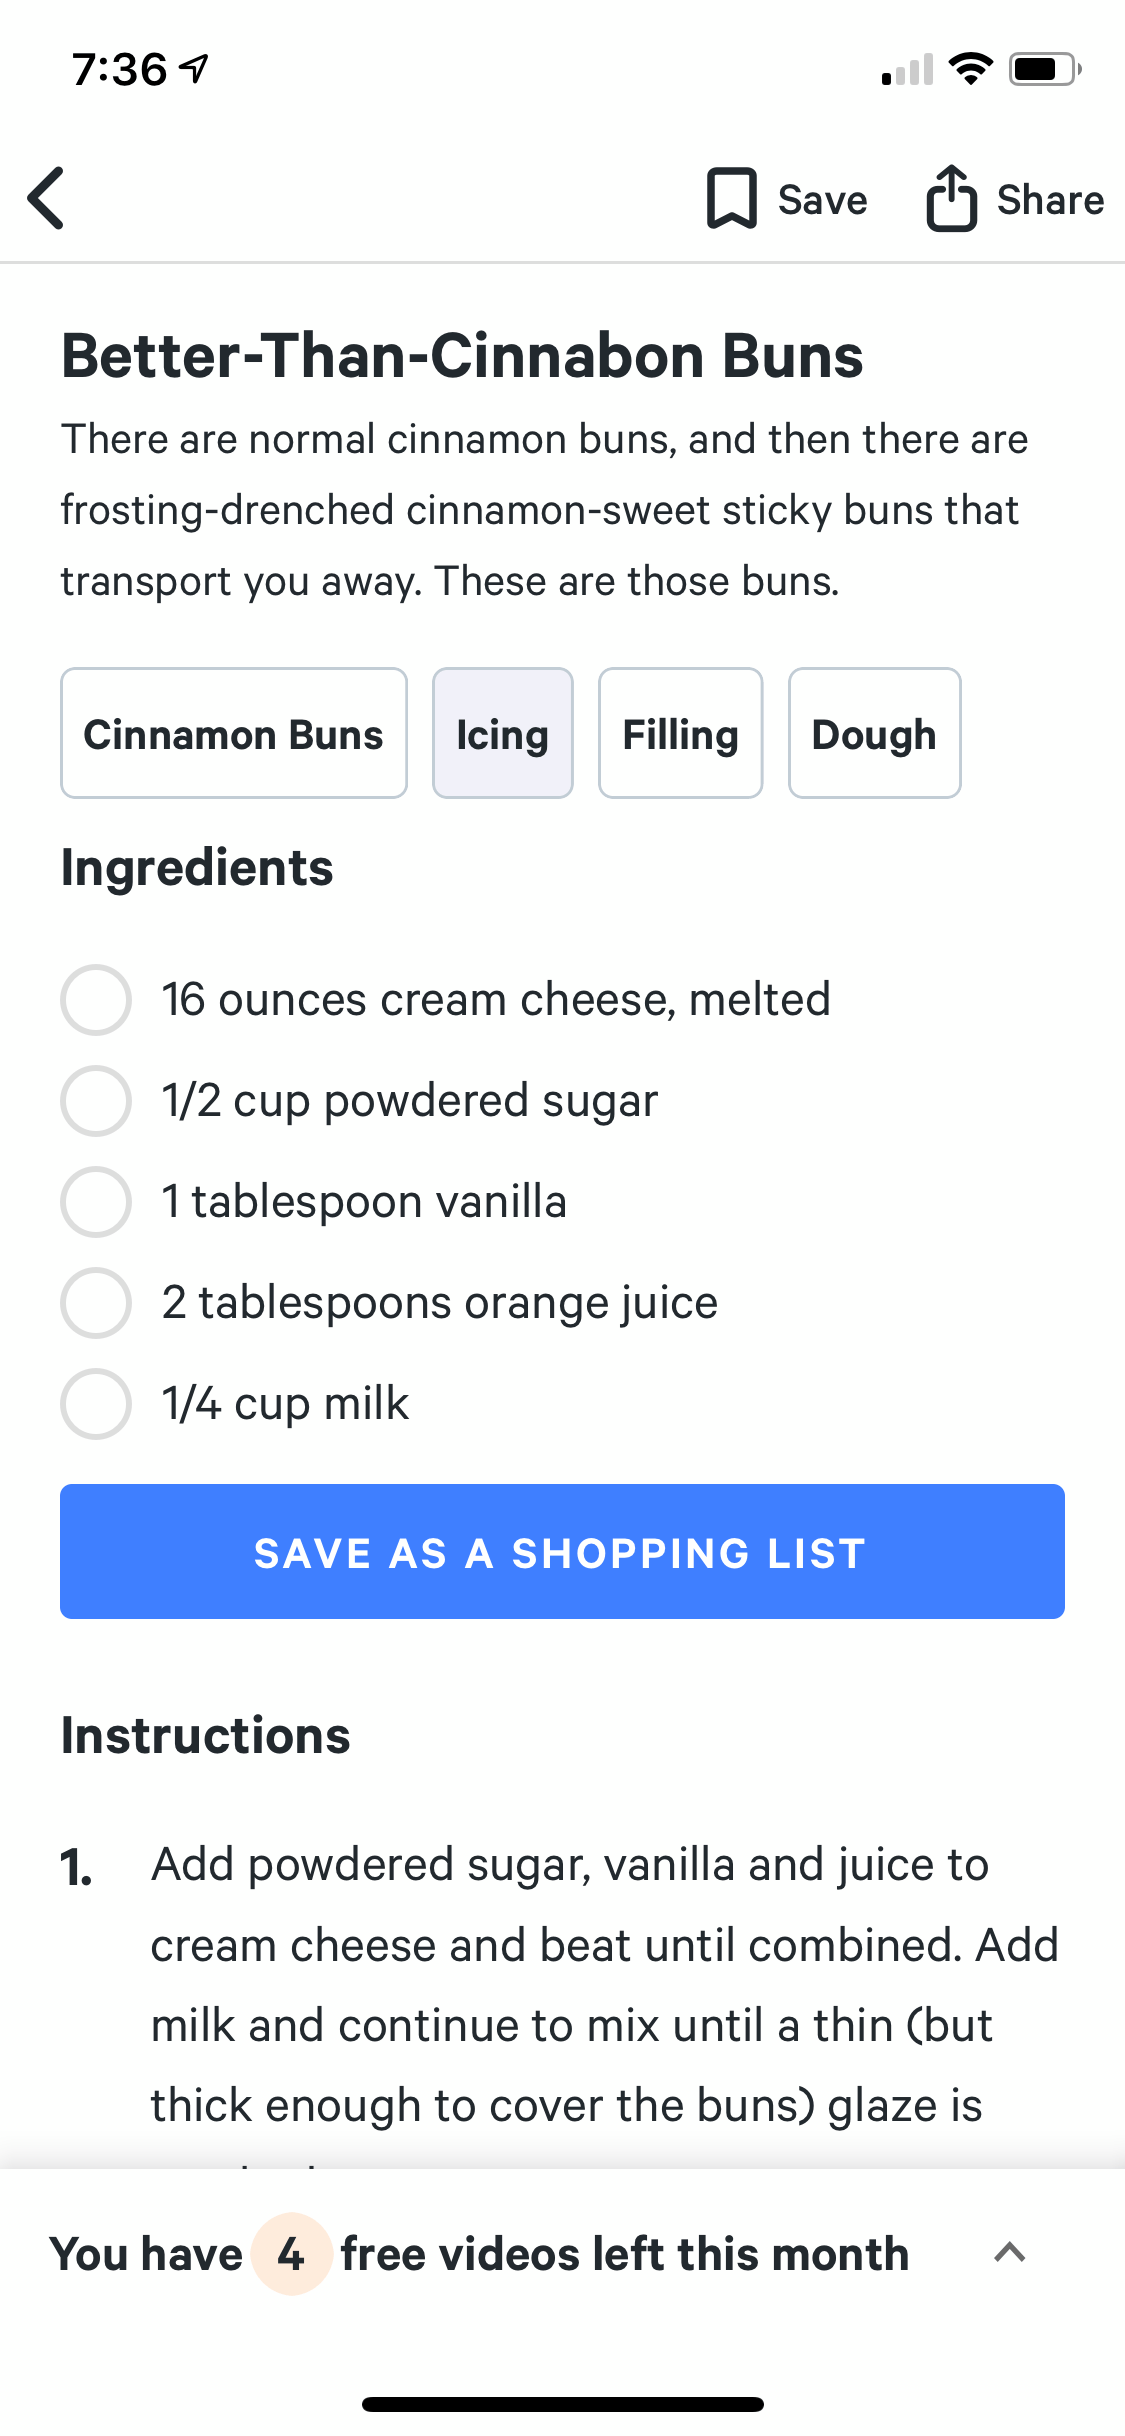 7:36
Save Share
Better-Than-Cinnabon Buns
There are normal cinnamon buns, and then there are
frosting-drenched cinnamon-sweet sticky buns that
transport you away. These are those buns.
Cinnamon Buns Icing Filling Dough
Ingredients
16 ounces cream cheese, melted
1/2 cup powdered sugar
1 tablespoon vanilla
2 tablespoons orange juice
1/4 cup milk
SAVE AS A SHOPPING LIST
Instructions
1. Add powdered sugar, vanilla and juice to
cream cheese and beat until combined. Add
milk and continue to mix until a thin (but
thick enough to cover the buns) glaze is
You have 4 free videos left this month